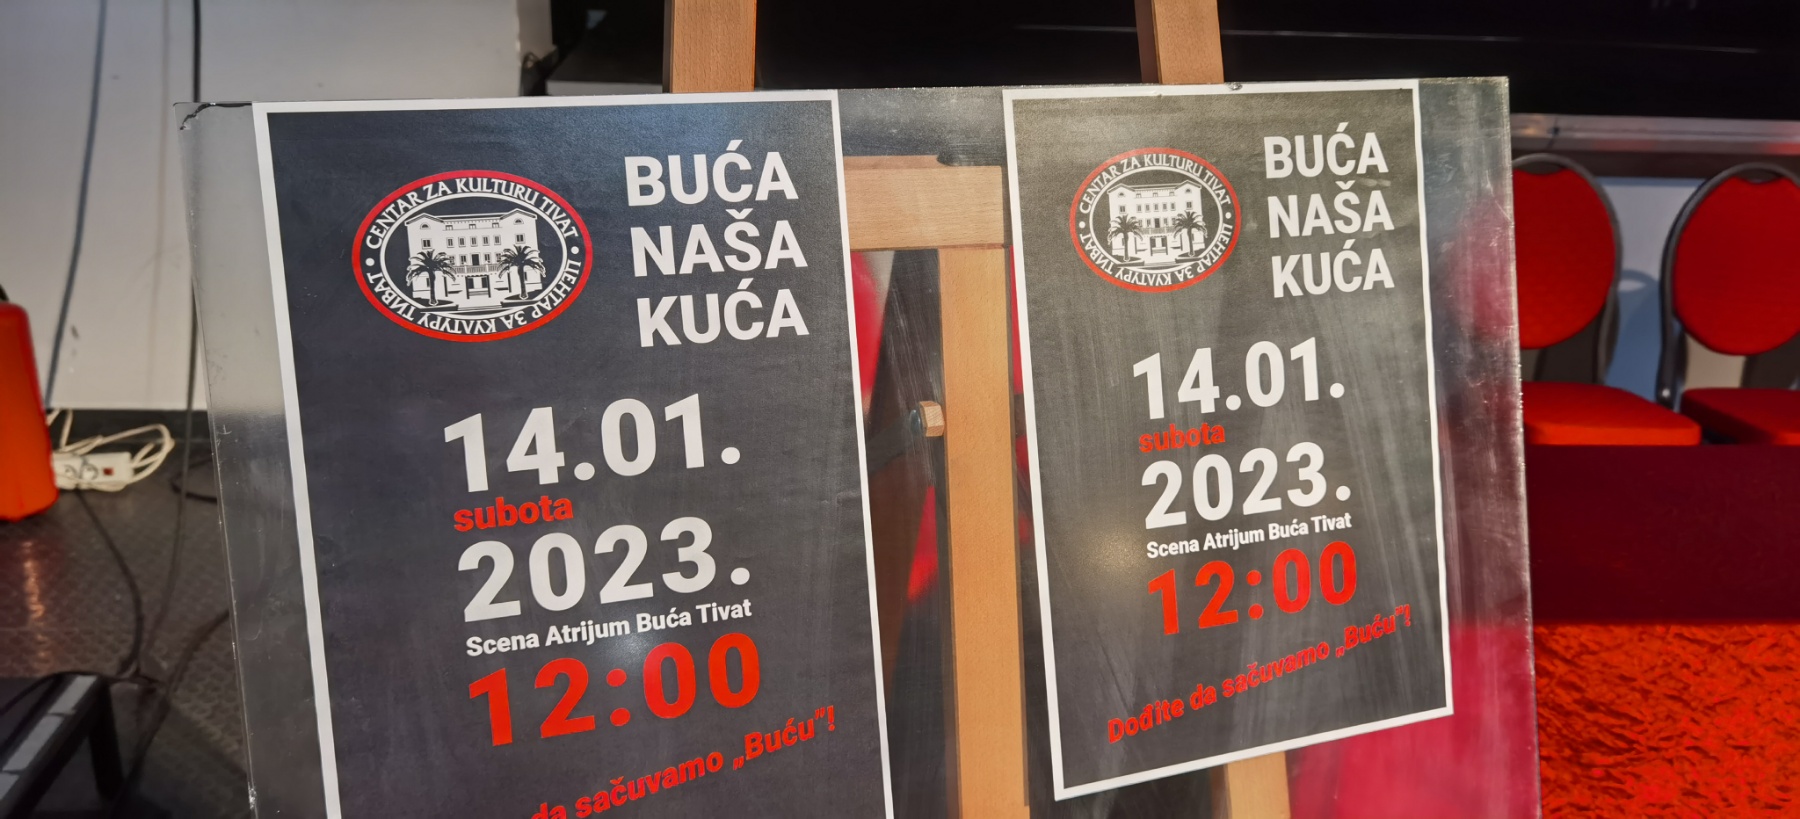 CENTAR ZA KULTURU TIVAT
ЦЕНТАР ЗА КУЛТУРУ ТИВАТ
BUĆA
NAŠA
KUĆA
14.01.
subota
2023.
Scena Atrijum Buća Tivat
12:00
da sačuvamo „Buću"!
CENTAR ZA KULTURU TIVAT
ЦЕНТАР ЗА КУЛТУРУ ТИВАТ
BUĆA
NAŠA
KUĆA
14.01.
subota
2023.
Scena Atrijum Buća Tivat
12:00
Dođite da sačuvamo „Buću"!